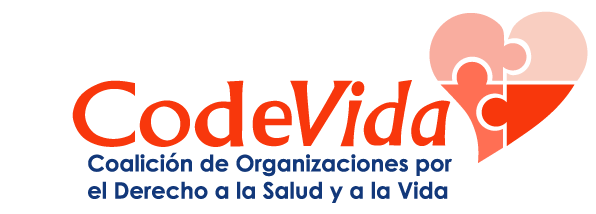 CodeVida
Coalición de Organizaciones por
el Derecho a la Salud y a la Vida